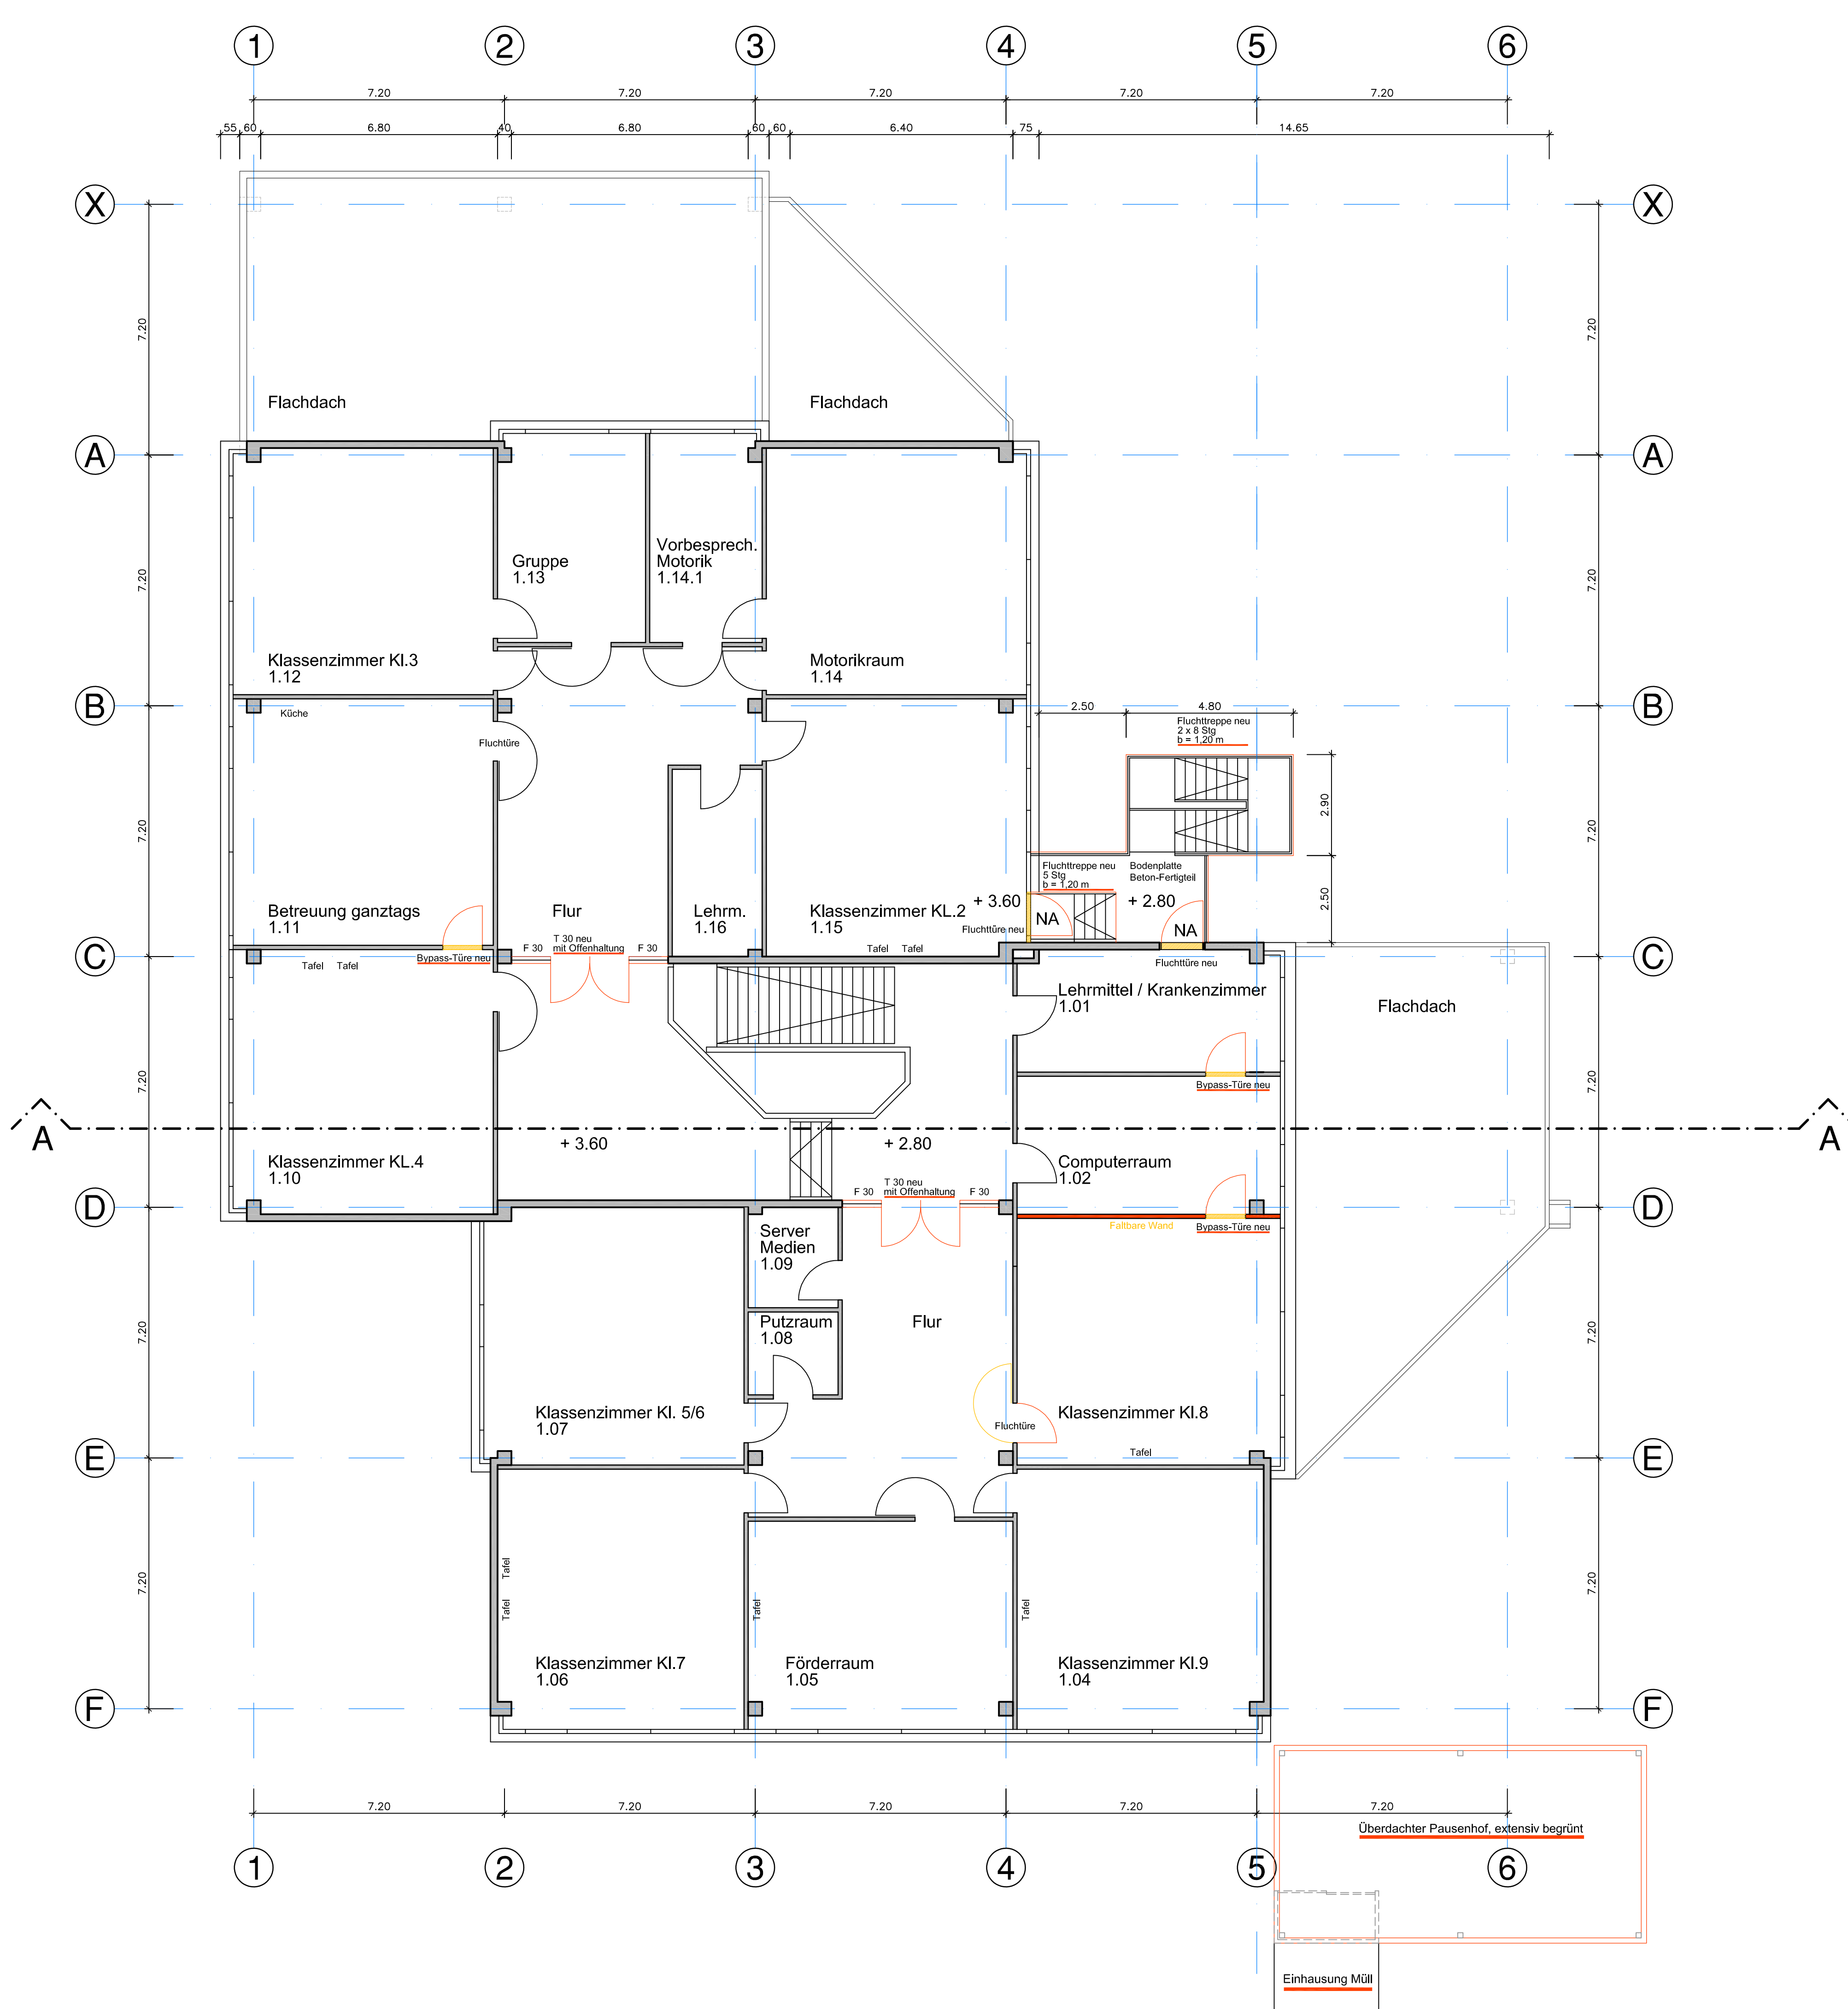 1 2 3 4 5 6
7.20 7.20 7.20 7.20 7.20
55 60 6.80 40 6.80 60 60 6.40 75 14.65
X X
7.20 7.20
Flachdach Flachdach
A A
7.20 7.20
Gruppe
1.13
Vorbesprech.
Motorik
1.14.1
Klassenzimmer Kl.3
1.12
Motorikraum
1.14
B B
Küche
Fluchtüre
2.50 4.80
Fluchttreppe neu
2 x 8 Stg
b = 1,20 m
7.20 7.20
2.90
2.50
Fluchttreppe neu
5 Stg
b = 1,20 m
Bodenplatte
Beton-Fertigteil
+ 3.60
+ 2.80
NA
NA
Fluchttüre neu
Betreuung ganztags
1.11
Flur
Lehrm.
1.16
Klassenzimmer KL.2
1.15
Tafel Tafel
F 30
T 30 neu
mit Offenhaltung
F 30
C C
Bypass-Türe neu
Tafel Tafel
Fluchttüre neu
Lehrmittel / Krankenzimmer
1.01
Flachdach
7.20 7.20
Bypass-Türe neu
A A
+ 3.60
+ 2.80
Klassenzimmer KL.4
1.10
Computerraum
1.02
F 30
T 30 neu
mit Offenhaltung
F 30
D D
Faltbare Wand
Bypass-Türe neu
Server
Medien
1.09
7.20 7.20
Putzraum
1.08
Flur
Klassenzimmer Kl. 5/6
1.07
Fluchtüre
Klassenzimmer Kl.8
Tafel
E E
7.20 7.20
Tafel
Tafel
Tafel
Tafel
Klassenzimmer Kl.7
1.06
Förderraum
1.05
Klassenzimmer Kl.9
1.04
F F
7.20 7.20 7.20 7.20 7.20
Überdachter Pausenhof, extensiv begrünt
1 2 3 4 5 6
Einhausung Müll